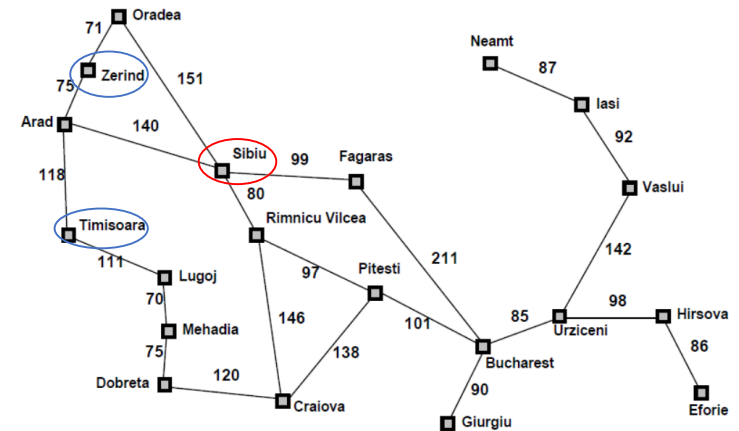 Oradea
71
Neamt
Zerind
87
75
151
Iasi
Arad
140
92
Sibiu
99
Fagaras
118
80
Vaslui
Timisoara
Rimnicu Vilcea
111
97
211
142
Lugoj
Pitesti
70
98
Hirsova
146
101
85
Mehadia
Urziceni
75
138
86
Bucharest
120
Dobreta
90
Craiova
Eforie
Giurgiu